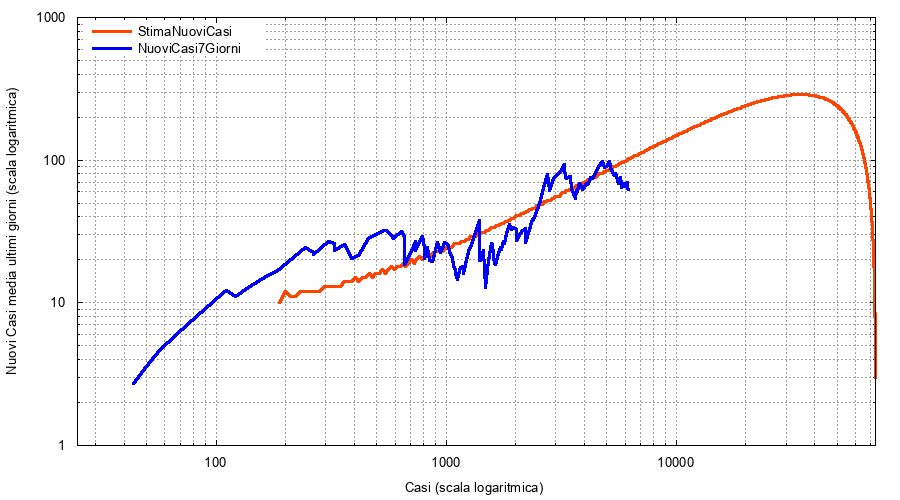 1000
StimaNuoviCasi
NuoviCasi7Giorni
100
10
1
100
1000
10000
Nuovi Casi media ultimi giorni (scala logaritmica)
Casi (scala logaritmica)